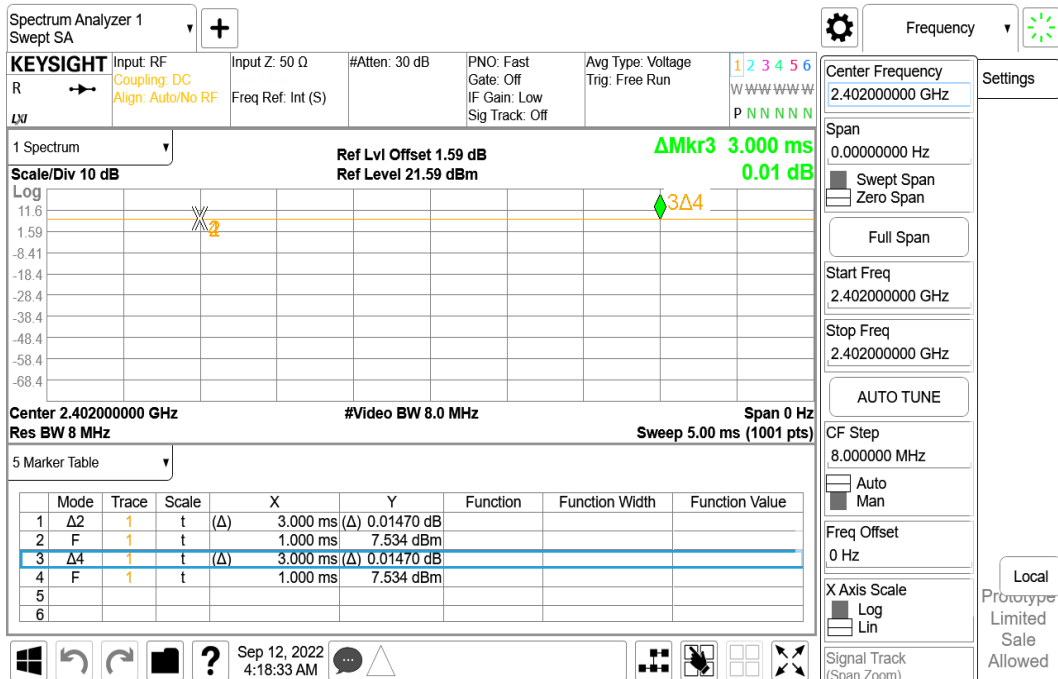 Spectrum Analyzer 1
Swept SA
Frequency
KEYSIGHT
R
LXI
Input: RF
Coupling: DC
Align: Auto/No RF
Input Z: 50 Ω
Freq Ref: Int (S)
#Atten: 30 dB
PNO: Fast
Gate: Off
IF Gain: Low
Sig Track: Off
Avg Type: Voltage
Trig: Free Run
1 2 3 4 5 6
W W W W W W
P N N N N N
1 Spectrum
Scale/Div 10 dB
Ref Lvl Offset 1.59 dB
Ref Level 21.59 dBm
ΔMkr3 3.000 ms
0.01 dB
Log
11.6
1.59
-8.41
-18.4
-28.4
-38.4
-48.4
-58.4
-68.4
3Δ4
Center 2.402000000 GHz
#Video BW 8.0 MHz
Span 0 Hz
Res BW 8 MHz
Sweep 5.00 ms (1001 pts)
5 Marker Table
Mode Trace Scale X Y Function Function Width Function Value
1 Δ2 1 t (Δ) 3.000 ms (Δ) 0.01470 dB
2 F 1 t 1.000 ms 7.534 dBm
3 Δ4 1 t (Δ) 3.000 ms (Δ) 0.01470 dB
4 F 1 t 1.000 ms 7.534 dBm
5
6
?
Sep 12, 2022
4:18:33 AM
Center Frequency
2.402000000 GHz
Span
0.00000000 Hz
Swept Span
Zero Span
Full Span
Start Freq
2.402000000 GHz
Stop Freq
2.402000000 GHz
AUTO TUNE
CF Step
8.000000 MHz
Auto
Man
Freq Offset
0 Hz
X Axis Scale
Log
Lin
Signal Track
(Span Zoom)
Settings
Local
Prototype
Limited
Sale
Allowed